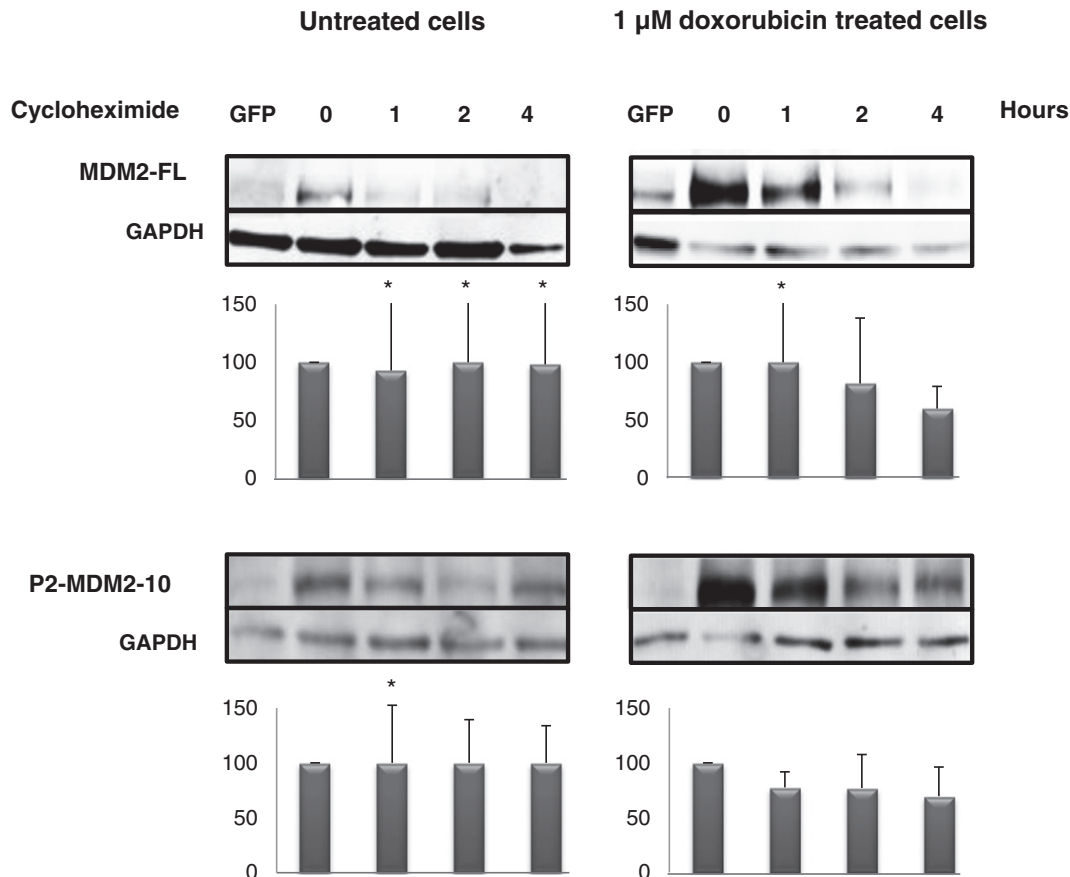 Untreated cells 1 µM doxorubicin treated cells
Cycloheximide GFP 0 1 2 4 GFP 0 1 2 4 Hours
MDM2-FL
GAPDH
* * * *
150 150
100 100
50 50
0 0
P2-MDM2-10
GAPDH
*
150 150
100 100
50 50
0 0